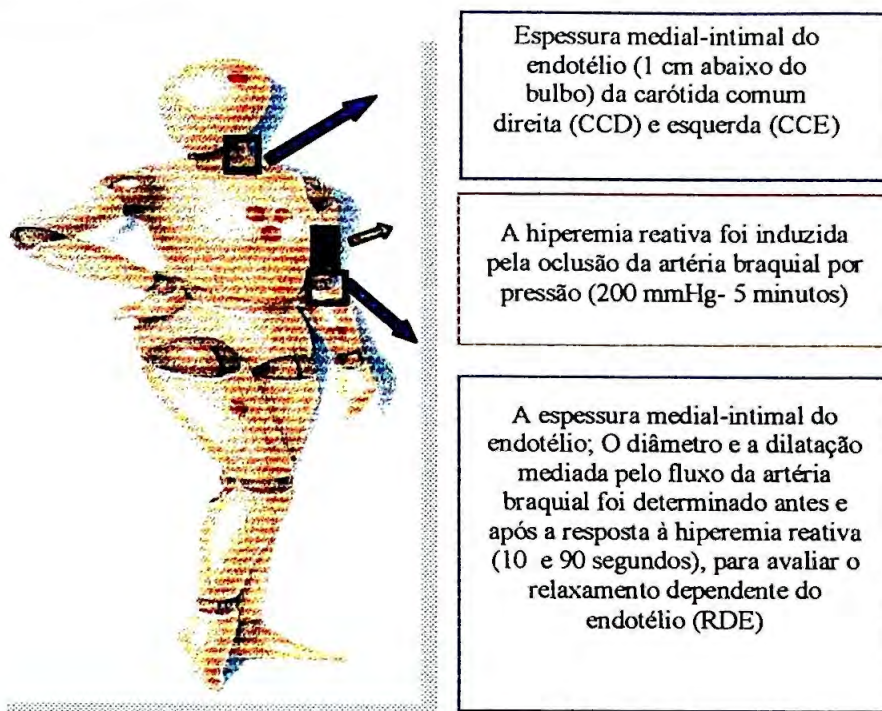 Espessura medial-intimal do
endotélio (1 cm abaixo do
bulbo) da carótida comum
direita (CCD) e esquerda (CCE)
A hiperemia reativa foi induzida
pela oclusão da artéria braquial por
pressão (200 mmHg- 5 minutos)
A espessura medial-intimal do
endotélio; O diâmetro e a dilatação
mediada pelo fluxo da artéria
braquial foi determinado antes e
após a resposta à hiperemia reativa
(10 e 90 segundos), para avaliar o
relaxamento dependente do
endotélio (RDE)